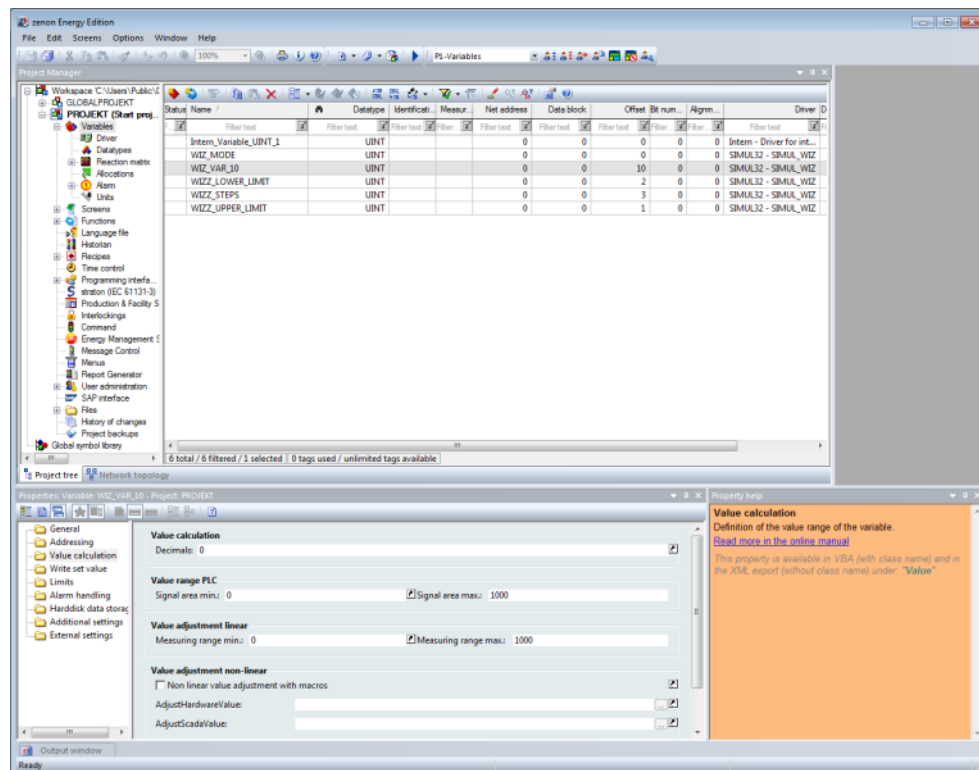 zenon Energy Edition
File Edit Screens Options Window Help
100% P1-Variables
Project Manager
Workspace 'C:\Users\Public\D
GLOBALPROJEKT
PROJEKT (Start proj...
Variables
Driver
Datatypes
Reaction matrix
Allocations
Alarm
Units
Screens
Functions
Language file
Historian
Recipes
Time control
Programming interfa...
straton (IEC 61131-3)
Production & Facility S
Interlockings
Command
Energy Management S
Message Control
Menus
Report Generator
User administration
SAP interface
Files
History of changes
Project backups
Global symbol library
Project tree Network topology
Status Name Datatype Identificati... Measur... Net address Data block Offset Bit num... Alignm... Driver D
F... Filter text Filter text Filter text Filter... Filter text Filter text Filter text Filter... Filter... Filter text
Intern_Variable_UINT_1 UINT 0 0 0 0 0 Intern - Driver for int...
WIZ_MODE UINT 0 0 0 0 0 SIMUL32 - SIMUL_WIZ
WIZ_VAR_10 UINT 0 0 10 0 0 SIMUL32 - SIMUL_WIZ
WIZZ_LOWER_LIMIT UINT 0 0 2 0 0 SIMUL32 - SIMUL_WIZ
WIZZ_STEPS UINT 0 0 3 0 0 SIMUL32 - SIMUL_WIZ
WIZZ_UPPER_LIMIT UINT 0 0 1 0 0 SIMUL32 - SIMUL_WIZ
6 total / 6 filtered / 1 selected 0 tags used / unlimited tags available
Properties: Variable: WIZ_VAR_10 - Project: PROJEKT
General
Addressing
Value calculation
Write set value
Limits
Alarm handling
Harddisk data storag
Additional settings
External settings
Value calculation
Decimals: 0
Value range PLC
Signal area min.: 0 Signal area max.: 1000
Value adjustment linear
Measuring range min.: 0 Measuring range max.: 1000
Value adjustment non-linear
Non linear value adjustment with macros
AdjustHardwareValue: ...
AdjustScadaValue: ...
Property help
Value calculation
Definition of the value range of the variable.
Read more in the online manual
This property is available in VBA (with class name) and in
the XML export (without class name) under: "Value"
Output window
Ready